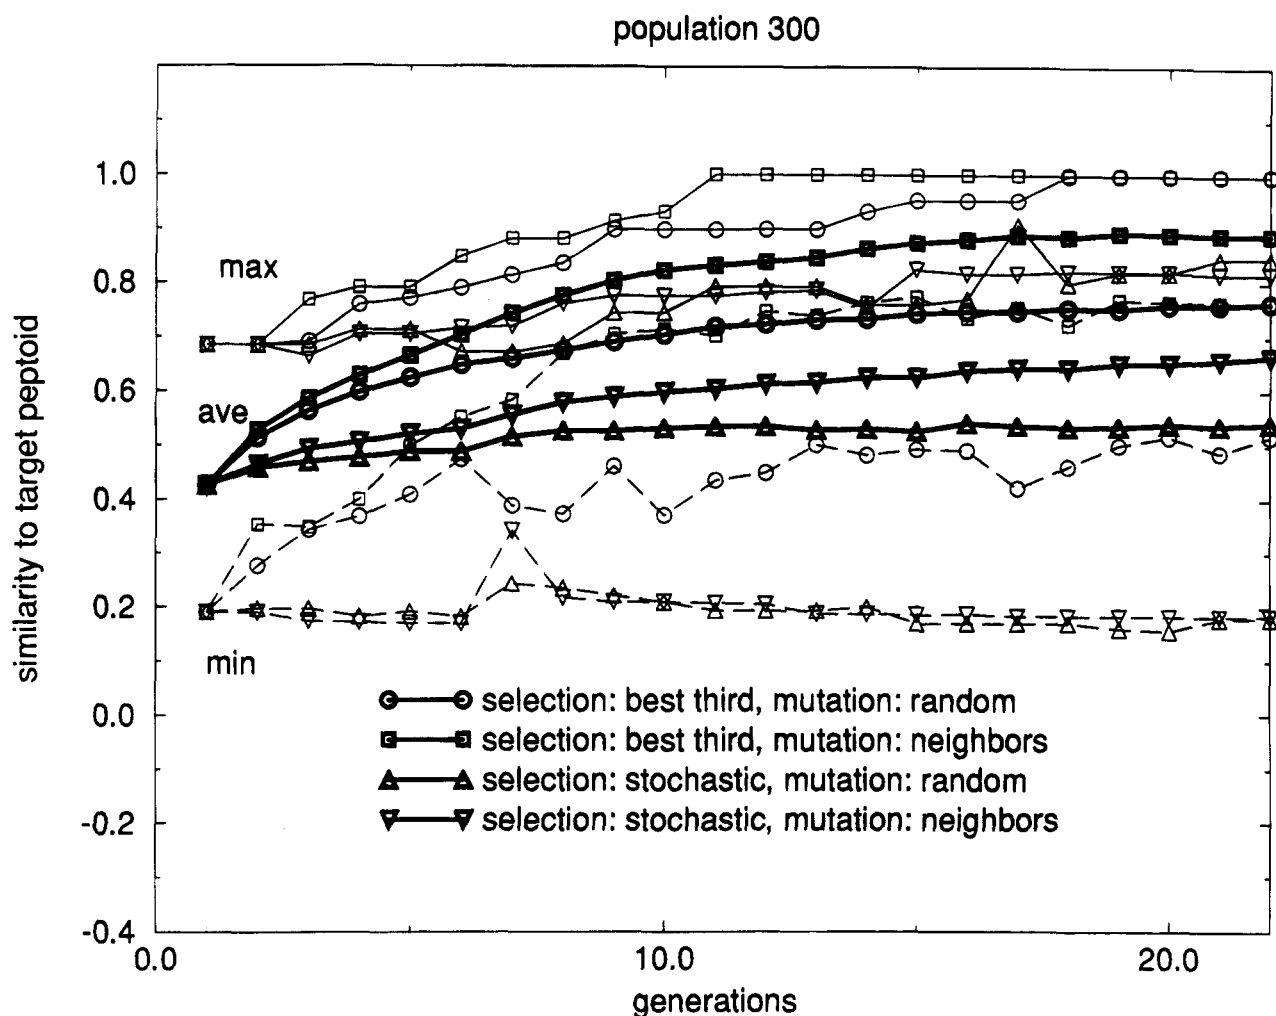 population 300
1.0
max
0.8
0.6
ave
0.4
0.2
min
0.0
-0.2
-0.4
similarity to target peptoid
selection: best third, mutation: random
selection: best third, mutation: neighbors
selection: stochastic, mutation: random
selection: stochastic, mutation: neighbors
0.0
10.0
20.0
generations